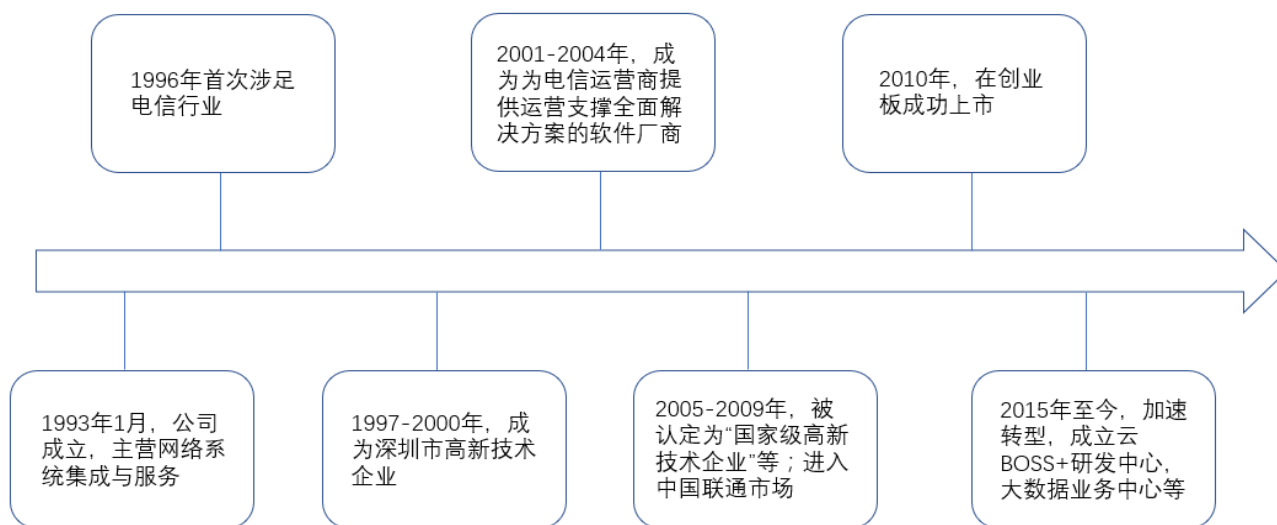 1996年首次涉足
电信行业
2001-2004年，成
为为电信运营商提
供运营支撑全面解
决方案的软件厂商
2010年，在创业
板成功上市
1993年1月，公司
成立，主营网络系
统集成与服务
1997-2000年，成
为深圳市高新技术
企业
2005-2009年，被
认定为“国家级高新
技术企业”等；进入
中国联通市场
2015年至今，加速
转型，成立云
BOSS+研发中心，
大数据业务中心等